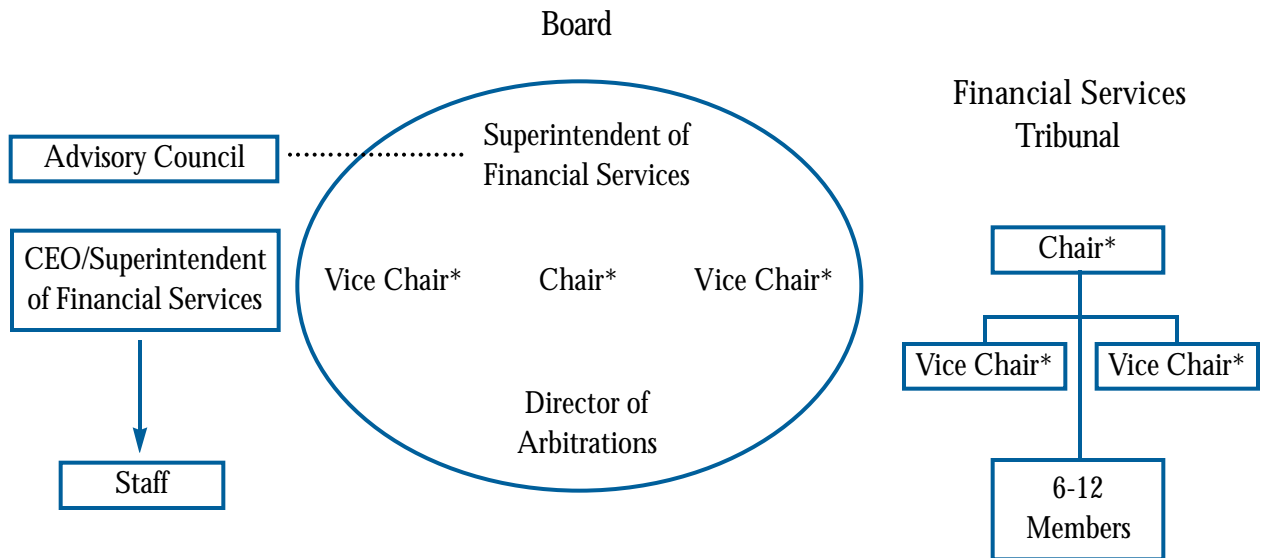 Board
Advisory Council
CEO/Superintendent
of Financial Services
Staff
Superintendent of
Financial Services
Vice Chair*
Chair*
Vice Chair*
Director of
Arbitrations
Financial Services
Tribunal
Chair*
Vice Chair*
Vice Chair*
6-12
Members